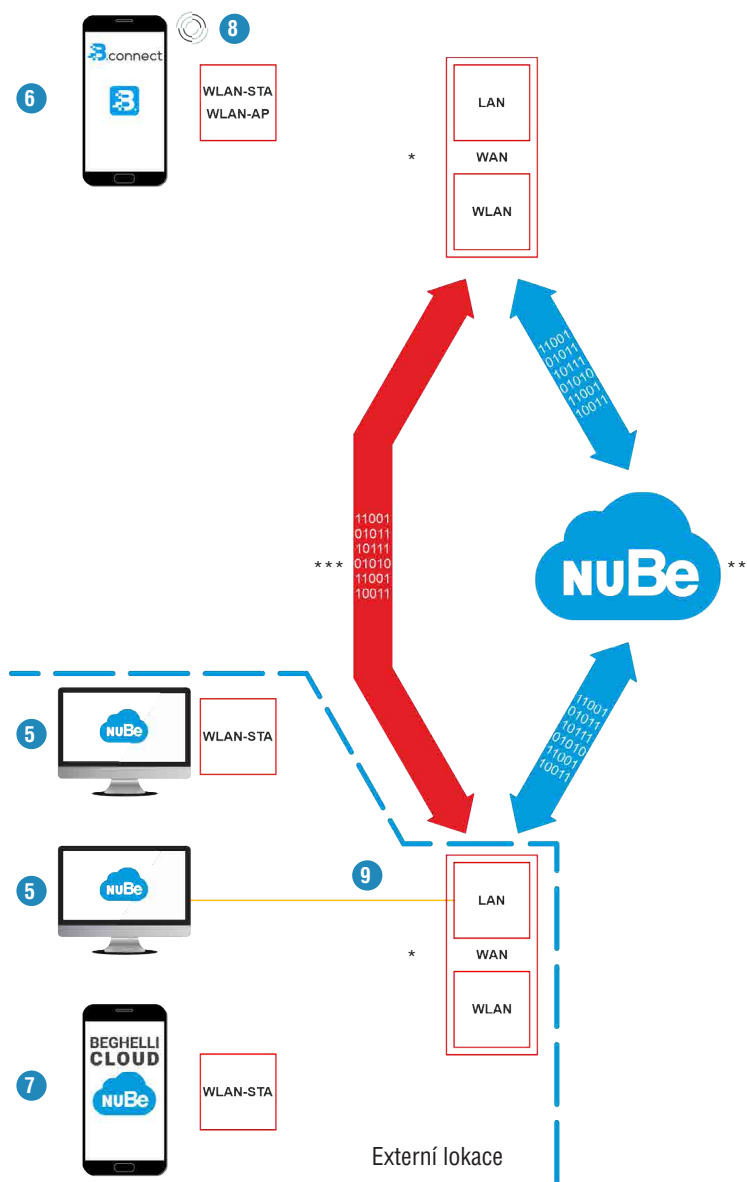 8
B.connect
B
6
WLAN-STA
WLAN-AP
LAN
*
WAN
WLAN
11001
01011
10111
01010
11001
10011
11001
01011
10111
01010
11001
10011
***
NUBe
**
NUBe
5
WLAN-STA
11001
01011
10111
01010
11001
10011
NUBe
5
9
LAN
*
WAN
WLAN
BEGHELLI
CLOUD
NUBe
7
WLAN-STA
Externí lokace